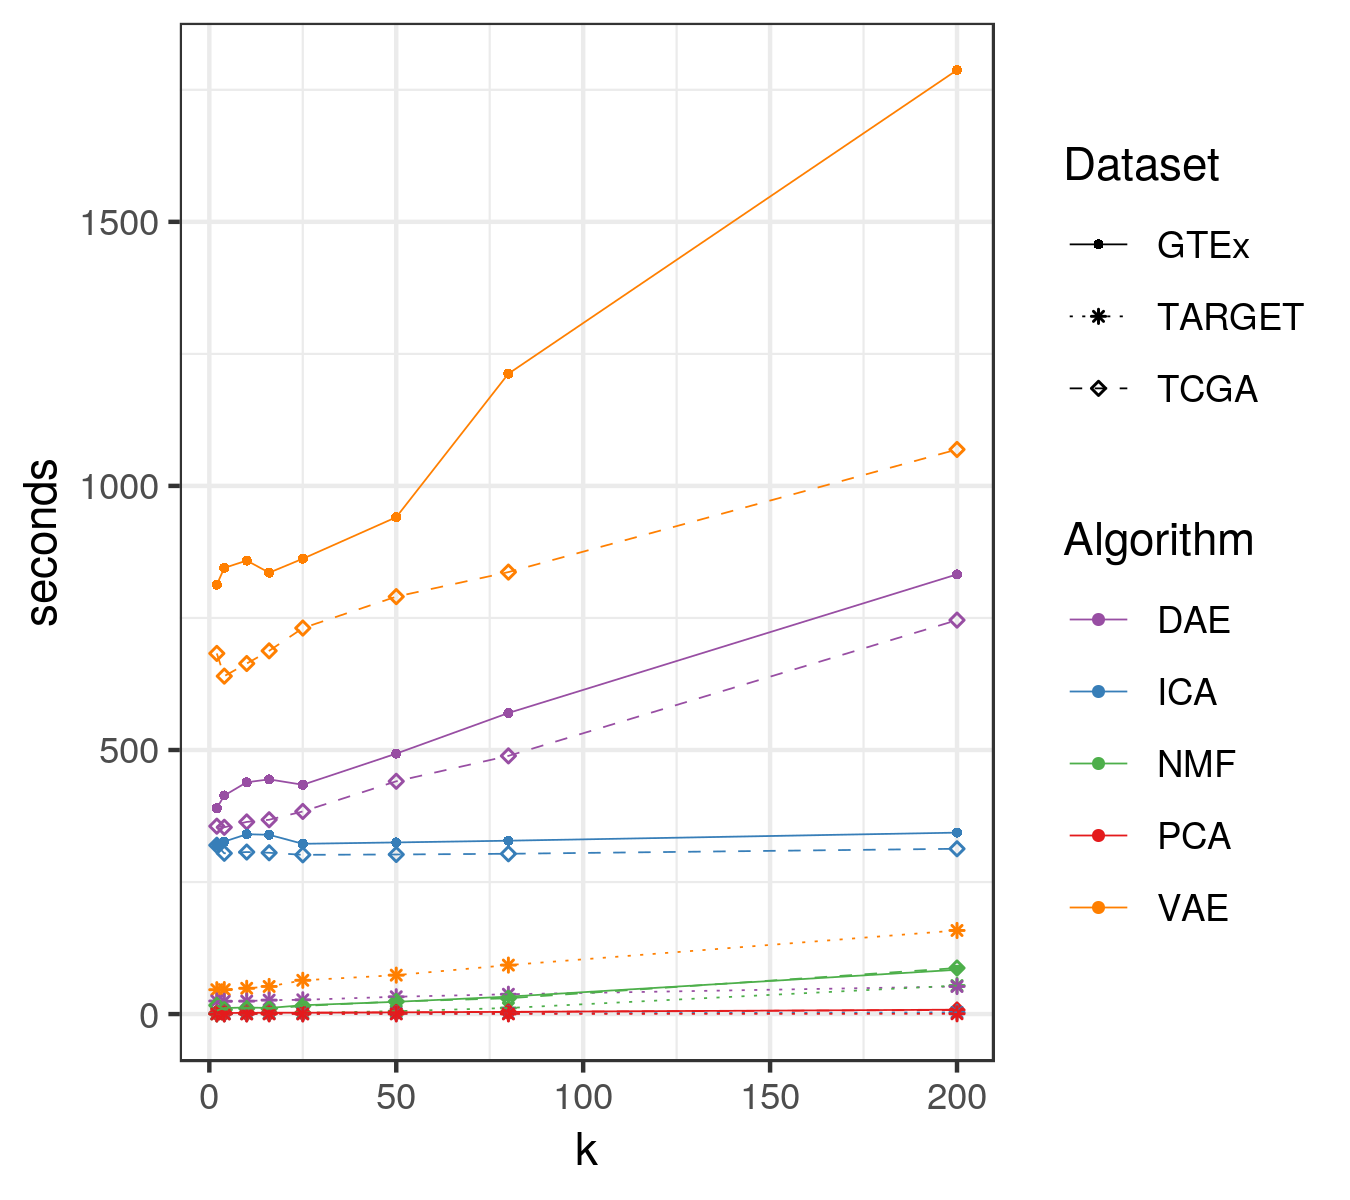 1500
1000
500
0
seconds
0 50 100 150 200
k
Dataset
GTEx
TARGET
TCGA
Algorithm
DAE
ICA
NMF
PCA
VAE